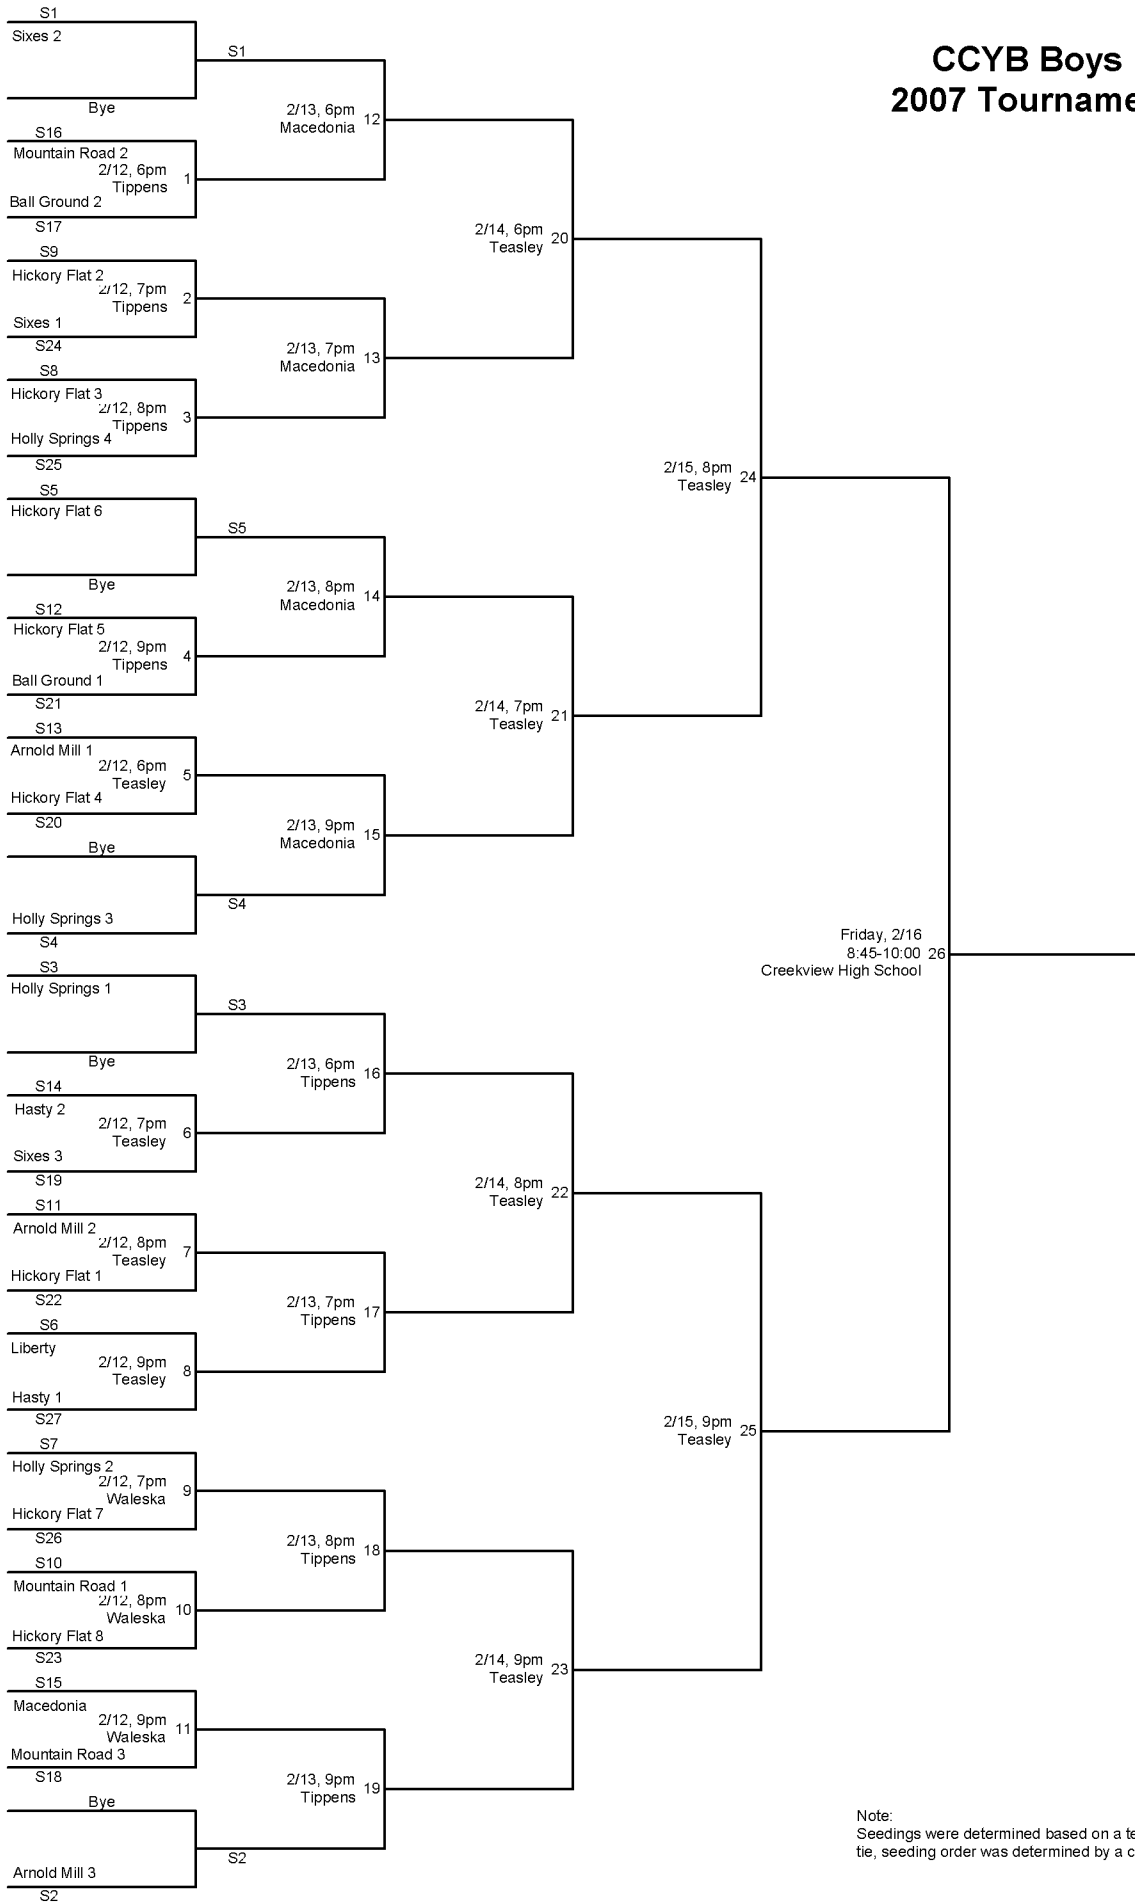 CCYB Boys
2007 Tourname
S1
Sixes 2
Bye
S1
2/13, 6pm
Macedonia
12
S16
Mountain Road 2
2/12, 6pm
Tippens
1
Ball Ground 2
S17
2/14, 6pm
Teasley
20
S9
Hickory Flat 2
2/12, 7pm
Tippens
2
Sixes 1
S24
2/13, 7pm
Macedonia
13
S8
Hickory Flat 3
2/12, 8pm
Tippens
3
Holly Springs 4
S25
2/15, 8pm
Teasley
24
S5
Hickory Flat 6
Bye
S5
2/13, 8pm
Macedonia
14
S12
Hickory Flat 5
2/12, 9pm
Tippens
4
Ball Ground 1
S21
2/14, 7pm
Teasley
21
S13
Arnold Mill 1
2/12, 6pm
Teasley
5
Hickory Flat 4
S20
2/13, 9pm
Macedonia
15
Bye
Holly Springs 3
S4
S4
Friday, 2/16
8:45-10:00
Creekview High School
26
S3
Holly Springs 1
Bye
S3
2/13, 6pm
Tippens
16
S14
Hasty 2
2/12, 7pm
Teasley
6
Sixes 3
S19
2/14, 8pm
Teasley
22
S11
Arnold Mill 2
2/12, 8pm
Teasley
7
Hickory Flat 1
S22
2/13, 7pm
Tippens
17
S6
Liberty
2/12, 9pm
Teasley
8
Hasty 1
S27
2/15, 9pm
Teasley
25
S7
Holly Springs 2
2/12, 7pm
Waleska
9
Hickory Flat 7
S26
2/13, 8pm
Tippens
18
S10
Mountain Road 1
2/12, 8pm
Waleska
10
Hickory Flat 8
S23
2/14, 9pm
Teasley
23
S15
Macedonia
2/12, 9pm
Waleska
11
Mountain Road 3
S18
2/13, 9pm
Tippens
19
Bye
Arnold Mill 3
S2
S2
Note:
Seedings were determined based on a te
tie, seeding order was determined by a c